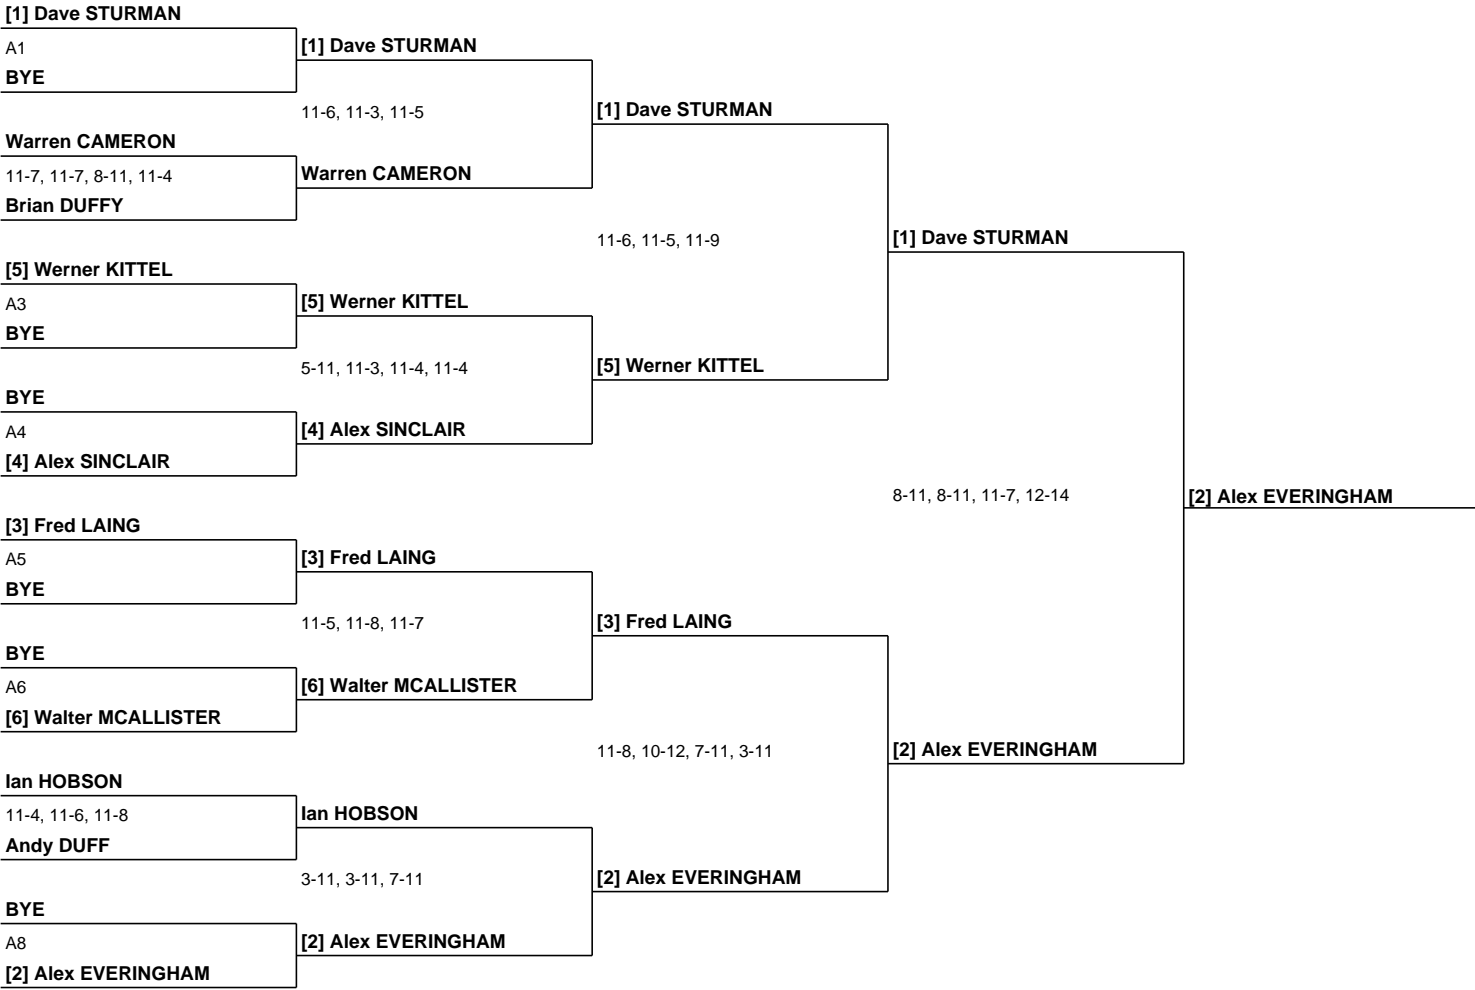 [1] Dave STURMAN
A1
BYE
Warren CAMERON
11-7, 11-7, 8-11, 11-4
Brian DUFFY
[5] Werner KITTEL
A3
BYE
BYE
A4
[4] Alex SINCLAIR
[3] Fred LAING
A5
BYE
BYE
A6
[6] Walter MCALLISTER
Ian HOBSON
11-4, 11-6, 11-8
Andy DUFF
BYE
A8
[2] Alex EVERINGHAM
[1] Dave STURMAN
11-6, 11-3, 11-5
Warren CAMERON
[5] Werner KITTEL
5-11, 11-3, 11-4, 11-4
[4] Alex SINCLAIR
[3] Fred LAING
11-5, 11-8, 11-7
[6] Walter MCALLISTER
Ian HOBSON
3-11, 3-11, 7-11
[2] Alex EVERINGHAM
[1] Dave STURMAN
11-6, 11-5, 11-9
[5] Werner KITTEL
[3] Fred LAING
11-8, 10-12, 7-11, 3-11
[2] Alex EVERINGHAM
[1] Dave STURMAN
8-11, 8-11, 11-7, 12-14
[2] Alex EVERINGHAM
[2] Alex EVERINGHAM